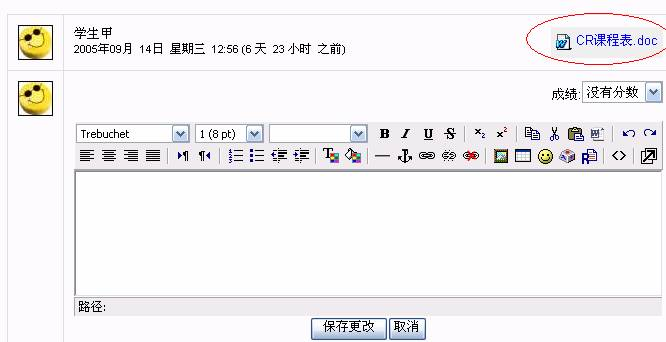 学生甲
2005年09月 14日 星期三 12:56 (6 天 23 小时 之前)
CR课程表.doc
成绩: 没有分数
Trebuchet 1 (8 pt) B I U S x₂ x²
路径:
保存更改 取消